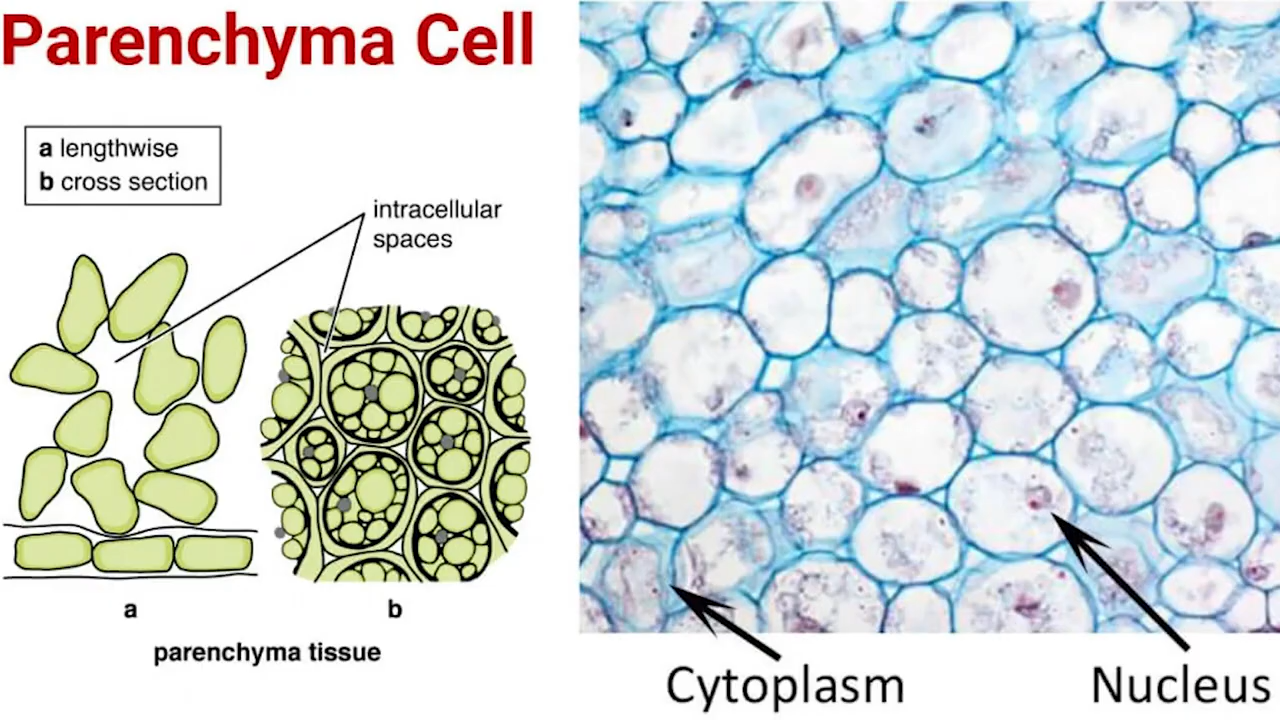 Parenchyma Cell
a lengthwise
b cross section
intracellular
spaces
a
b
parenchyma tissue
Cytoplasm
Nucleus